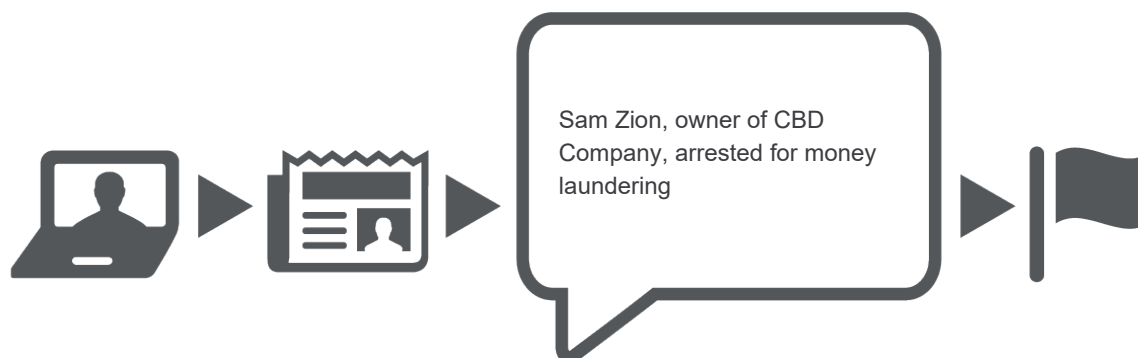 Sam Zion, owner of CBD
Company, arrested for money
laundering